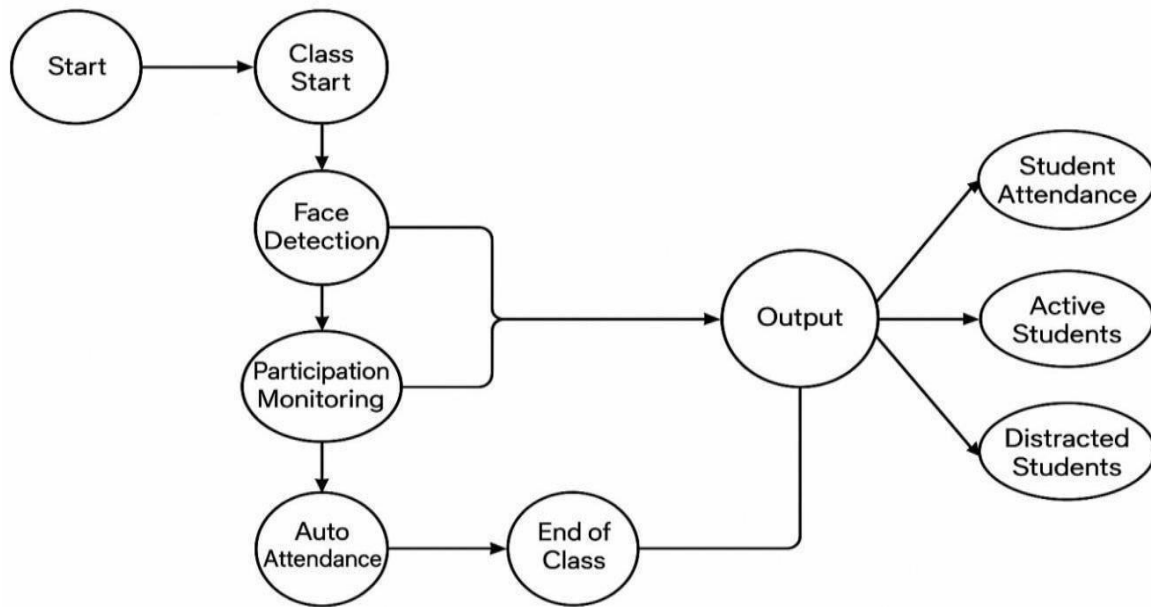 Start
Class
Start
Face
Detection
Participation
Monitoring
Auto
Attendance
End of
Class
Output
Student
Attendance
Active
Students
Distracted
Students